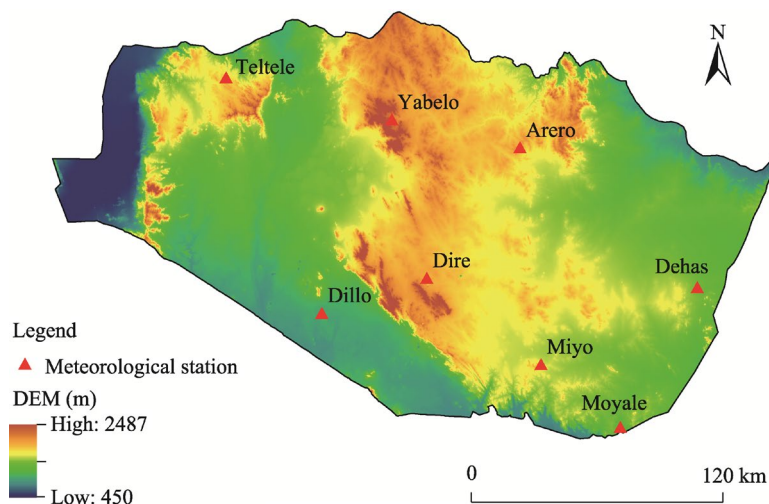 N
Teltele
Yabelo
Arero
Dire
Dehas
Dillo
Legend
Miyo
Meteorological station
DEM (m)
Moyale
High: 2487
0 120 km
Low: 450